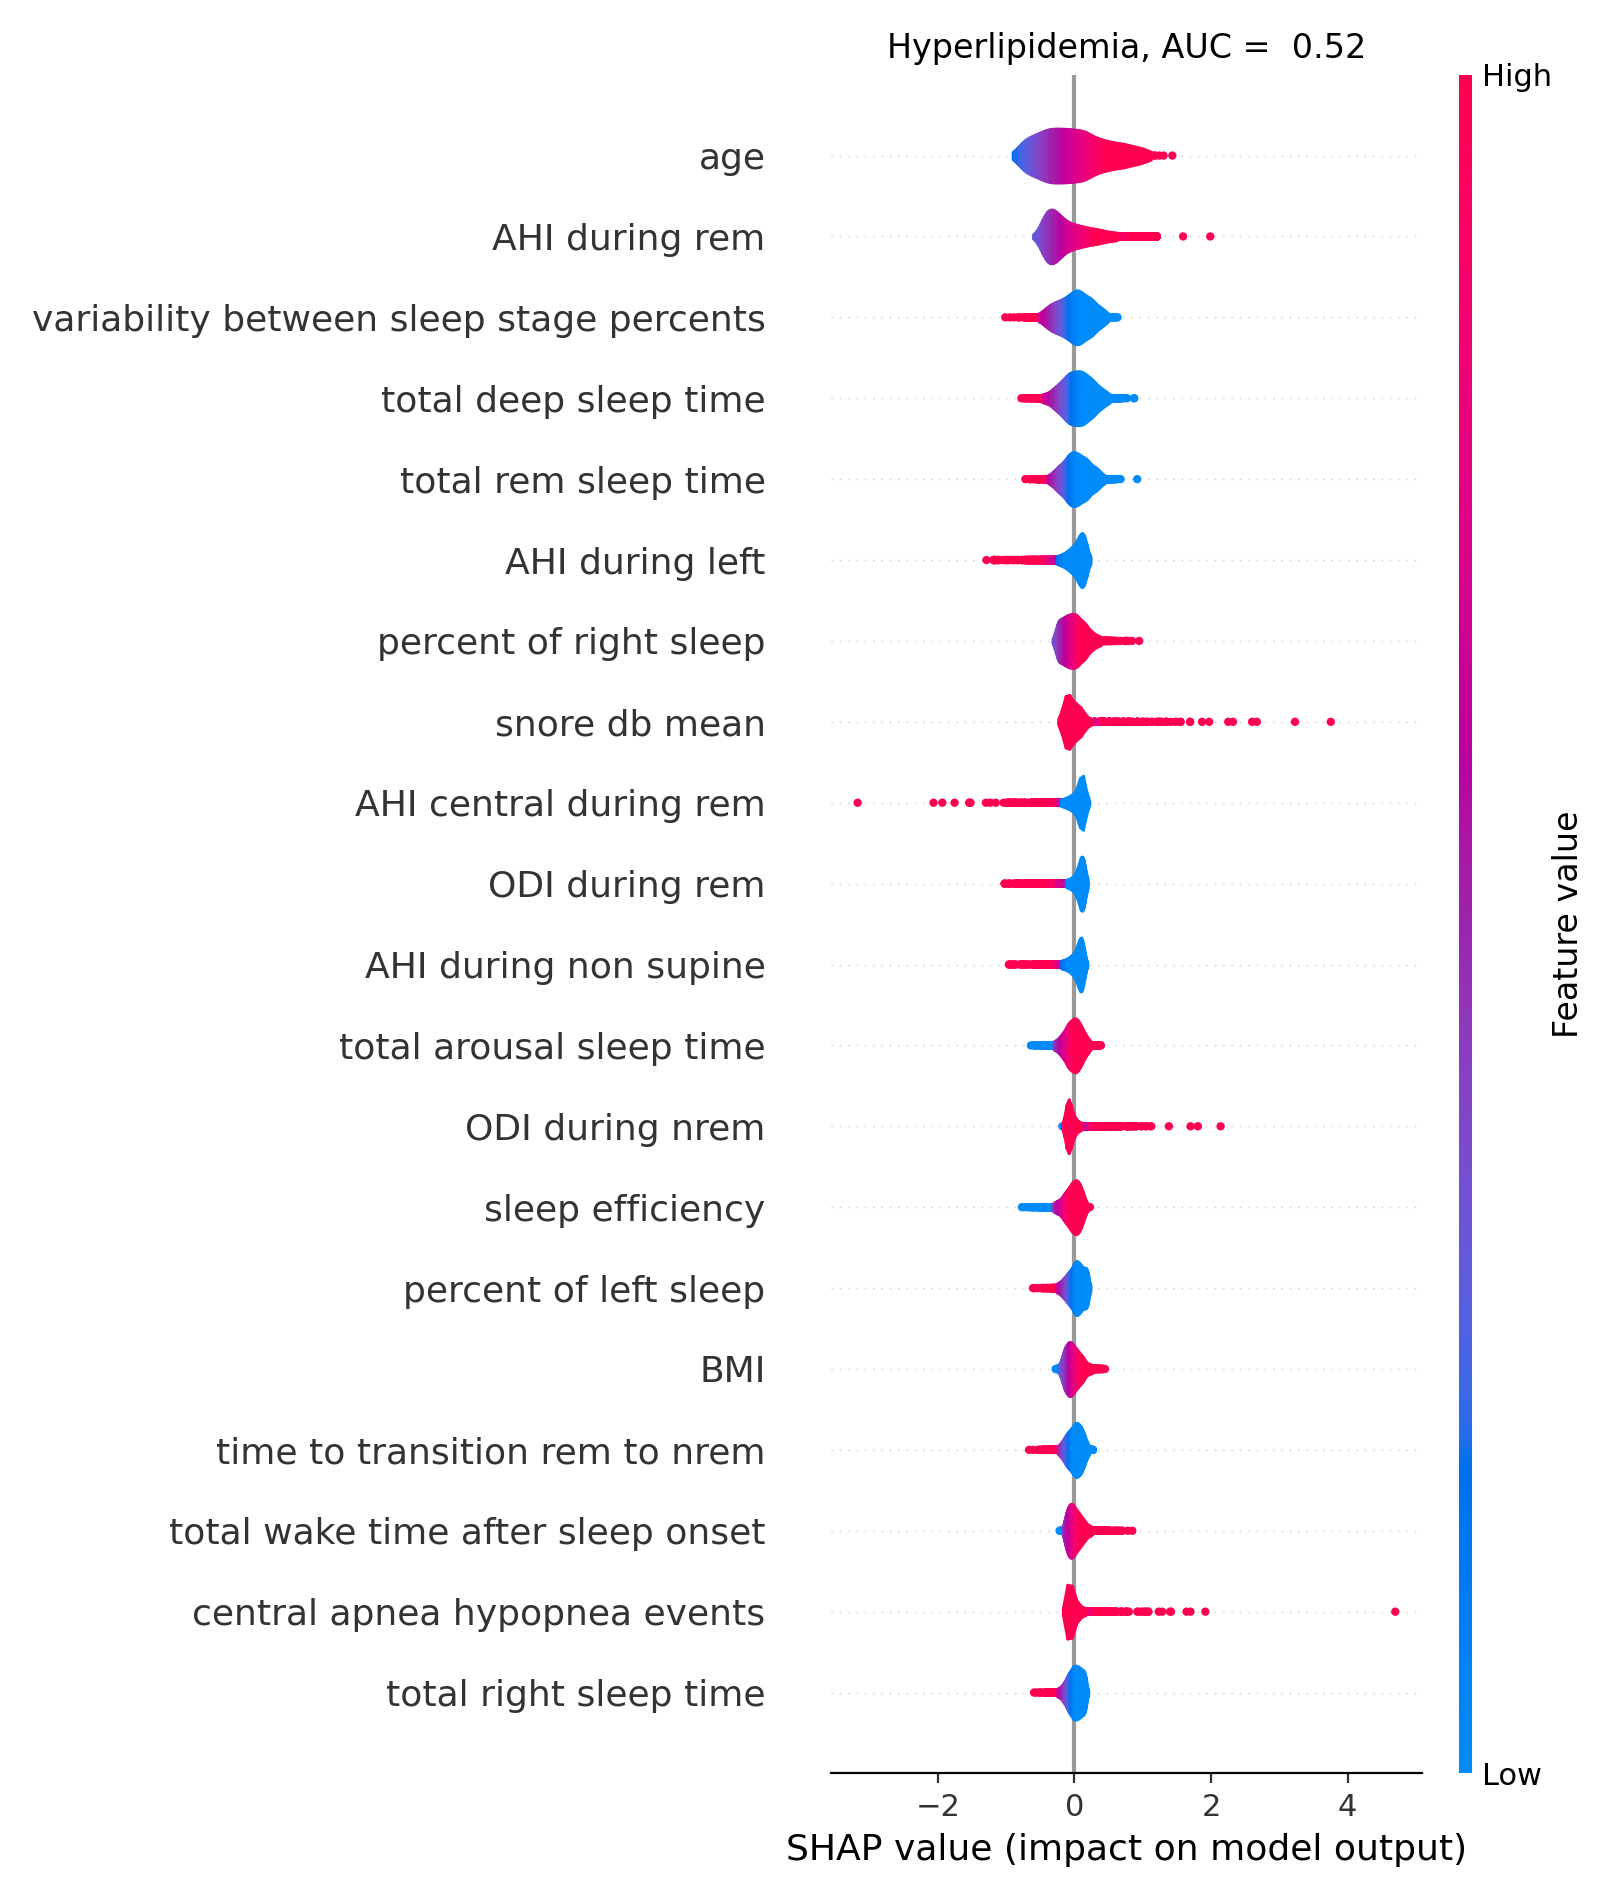 Hyperlipidemia, AUC =  0.52
High
age
AHI during rem
variability between sleep stage percents
total deep sleep time
total rem sleep time
AHI during left
percent of right sleep
snore db mean
AHI central during rem
ODI during rem
AHI during non supine
total arousal sleep time
ODI during nrem
sleep efficiency
percent of left sleep
BMI
time to transition rem to nrem
total wake time after sleep onset
central apnea hypopnea events
total right sleep time
Feature value
Low
−2 0 2 4
SHAP value (impact on model output)